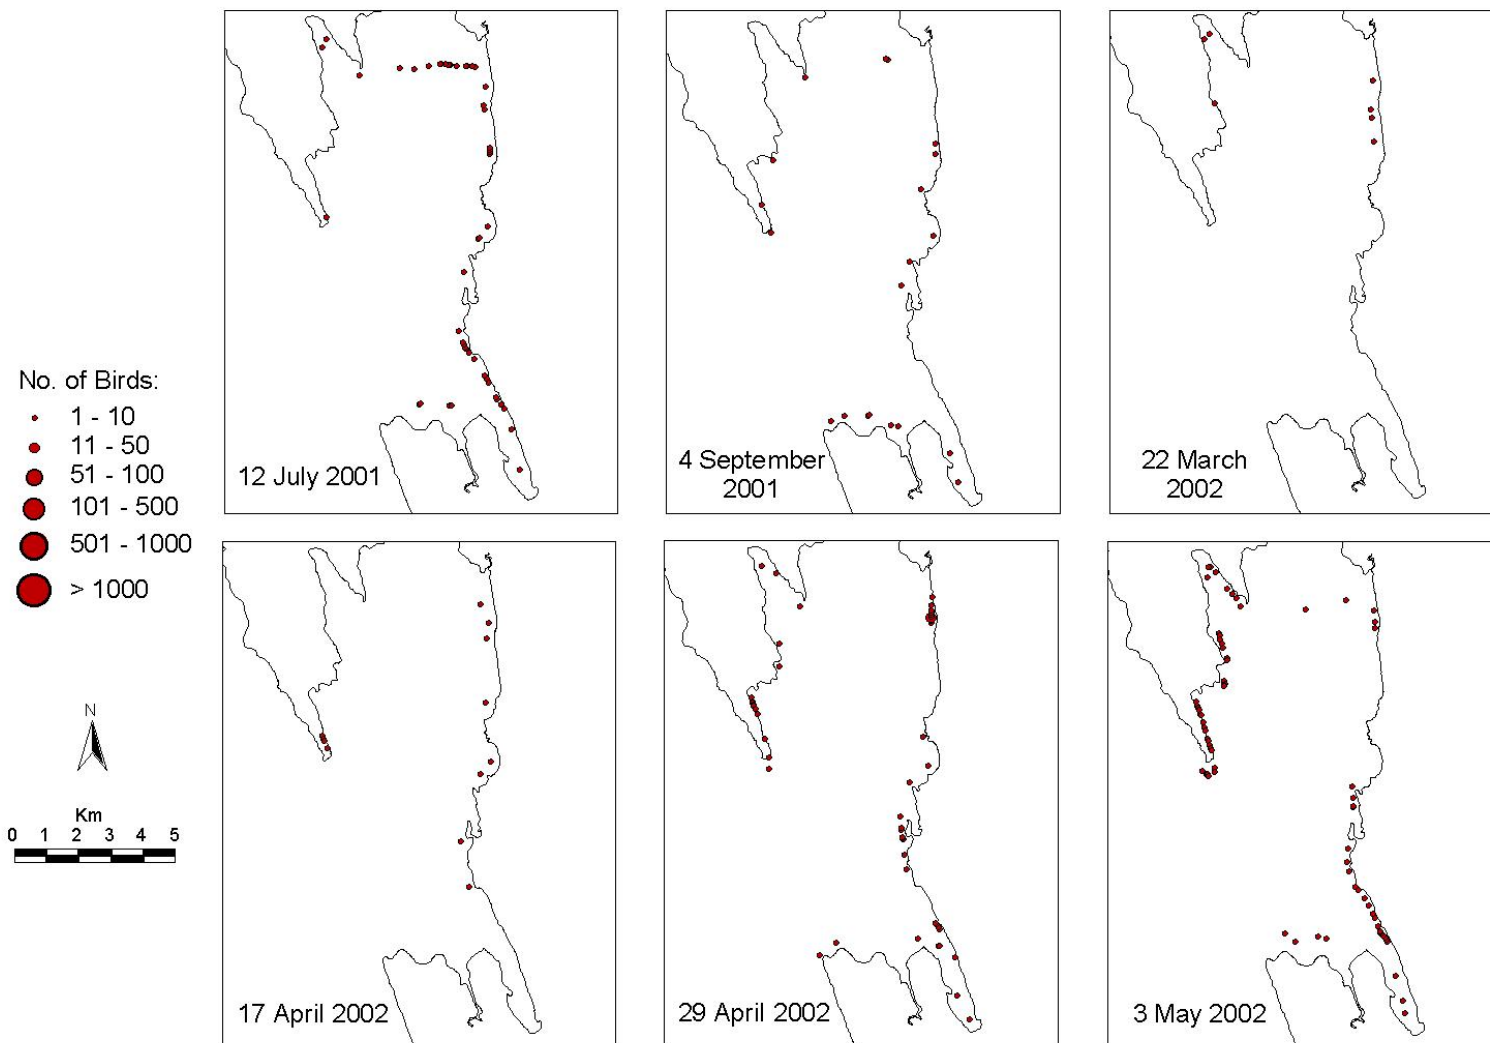 No. of Birds:
1 - 10
11 - 50
51 - 100
101 - 500
501 - 1000
> 1000
N
Km
0 1 2 3 4 5
12 July 2001
4 September
2001
22 March
2002
17 April 2002
29 April 2002
3 May 2002